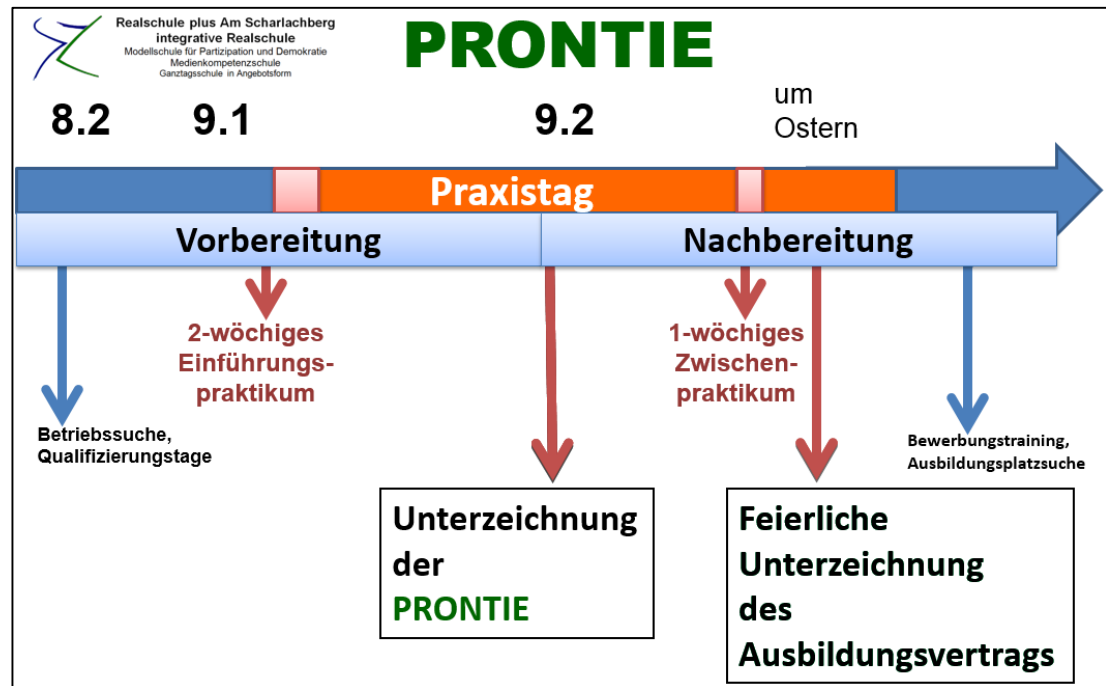 Realschule plus Am Scharlachberg
integrative Realschule
Modellschule für Partizipation und Demokratie
Medienkompetenzschule
Ganztagsschule in Angebotsform
PRONTIE
8.2
9.1
9.2
um
Ostern
Praxistag
Vorbereitung
Nachbereitung
2-wöchiges
Einführungs-
praktikum
1-wöchiges
Zwischen-
praktikum
Betriebssuche,
Qualifizierungstage
Bewerbungstraining,
Ausbildungsplatzsuche
Unterzeichnung
der
PRONTIE
Feierliche
Unterzeichnung
des
Ausbildungsvertrags